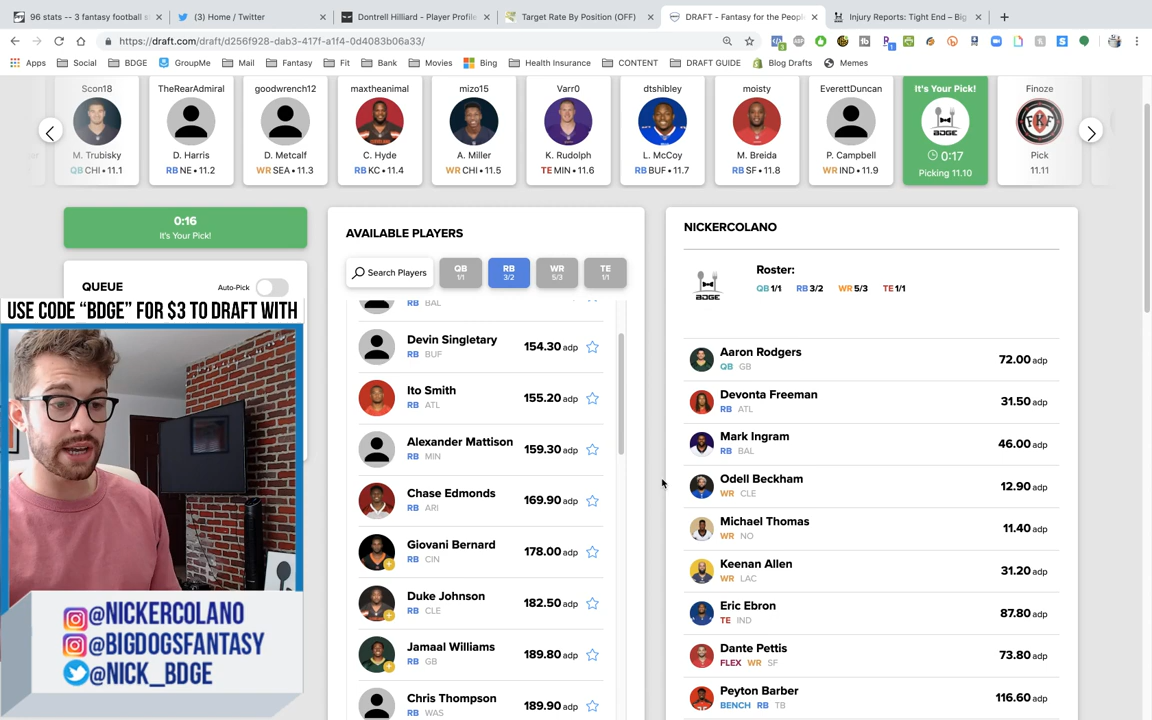 96 stats -- 3 fantasy football s
(3) Home / Twitter
Dontrell Hilliard - Player Profile
Target Rate By Position (OFF)
DRAFT - Fantasy for the Peopl
Injury Reports: Tight End – Big
https://draft.com/draft/d256f928-dab3-417f-a1f4-0d4083b06a33/
Apps Social BDGE GroupMe Mail Fantasy Fit Bank Movies Bing Health Insurance CONTENT DRAFT GUIDE Blog Drafts Memes
Scon18 TheRearAdmiral goodwrench12 maxtheanimal mizo15 Varr0 dtshibley moisty EverettDuncan It's Your Pick! Finoze
BDGE
FKF
M. Trubisky D. Harris D. Metcalf C. Hyde A. Miller K. Rudolph L. McCoy M. Breida P. Campbell 0:17 Pick
QB CHI • 11.1 RB NE • 11.2 WR SEA • 11.3 RB KC • 11.4 WR CHI • 11.5 TE MIN • 11.6 RB BUF • 11.7 RB SF • 11.8 WR IND • 11.9 Picking 11.10 11.11
0:16
It's Your Pick!
QUEUE
Auto-Pick
USE CODE "BDGE" FOR $3 TO DRAFT WITH
@NICKERCOLANO
@BIGDOGSFANTASY
@NICK_BDGE
AVAILABLE PLAYERS
Search Players
QB 1/1
RB 3/2
WR 5/3
TE 1/1
RB BAL
Devin Singletary 154.30 adp
RB BUF
Ito Smith 155.20 adp
RB ATL
Alexander Mattison 159.30 adp
RB MIN
Chase Edmonds 169.90 adp
RB ARI
Giovani Bernard 178.00 adp
RB CIN
Duke Johnson 182.50 adp
RB CLE
Jamaal Williams 189.80 adp
RB GB
Chris Thompson 189.90 adp
RB WAS
NICKERCOLANO
BDGE
Roster:
QB 1/1 RB 3/2 WR 5/3 TE 1/1
Aaron Rodgers 72.00 adp
QB GB
Devonta Freeman 31.50 adp
RB ATL
Mark Ingram 46.00 adp
RB BAL
Odell Beckham 12.90 adp
WR CLE
Michael Thomas 11.40 adp
WR NO
Keenan Allen 31.20 adp
WR LAC
Eric Ebron 87.80 adp
TE IND
Dante Pettis 73.80 adp
FLEX WR SF
Peyton Barber 116.60 adp
BENCH RB TB